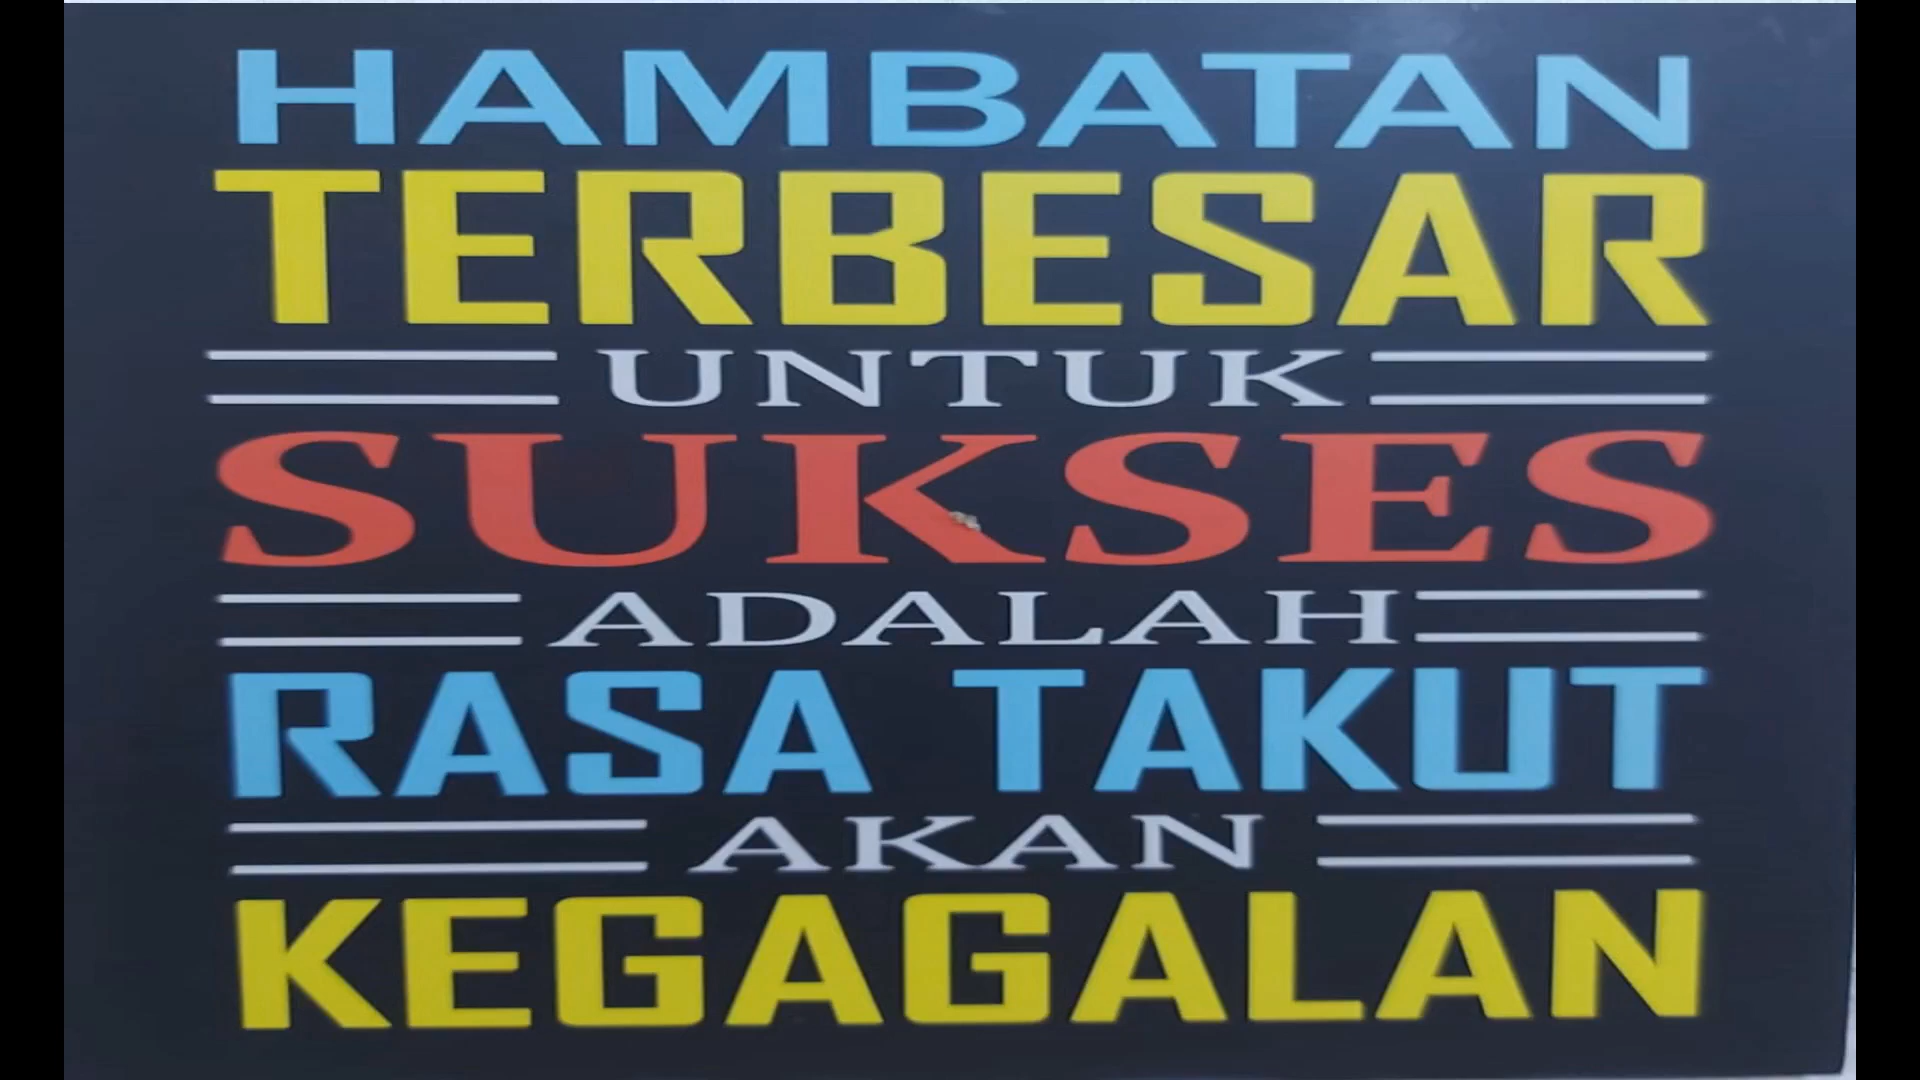 HAMBATAN
TERBESAR
UNTUK
SUKSES
ADALAH
RASA TAKUT
AKAN
KEGAGALAN